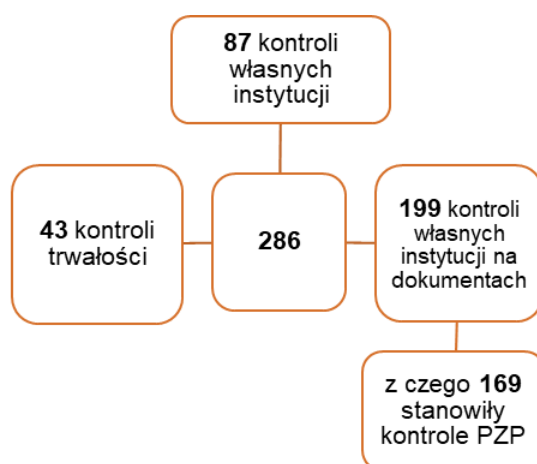 87 kontroli
własnych
instytucji
43 kontroli
trwałości
286
199 kontroli
własnych
instytucji na
dokumentach
z czego 169
stanowiły
kontrole PZP